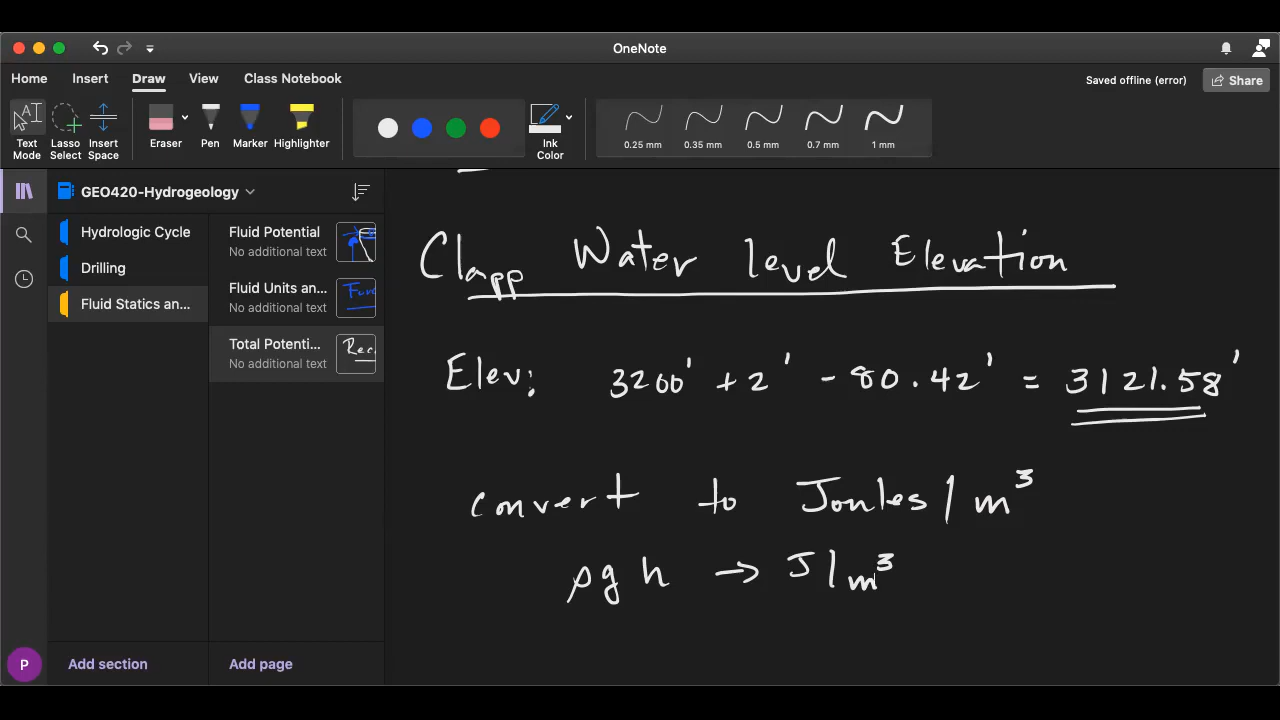 OneNote
Home Insert Draw View Class Notebook
Saved offline (error) Share
Text Mode
Lasso Select
Insert Space
Eraser
Pen
Marker
Highlighter
Ink Color
0.25 mm 0.35 mm 0.5 mm 0.7 mm 1 mm
GEO420-Hydrogeology
Hydrologic Cycle
Drilling
Fluid Statics an...
Fluid Potential
No additional text
Fluid Units an...
No additional text
Total Potenti...
No additional text
Rec
Clapp Water level Elevation
Elev: 3200' + 2' - 80.42' = 3121.58'
convert to Joules/m³
ρgh → J/m³
P
Add section
Add page